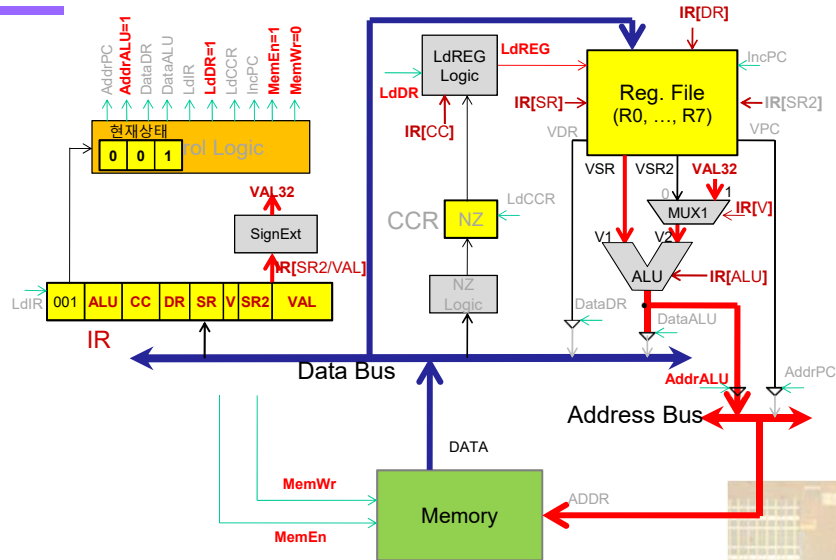 AddrPC
AddrALU=1
DataDR
DataALU
LdIR
LdDR=1
LdCCR
IncPC
MemEn=1
MemWr=0
현재상태
0 0 1
rol Logic
VAL32
SignExt
IR[SR2/VAL]
LdIR
001 ALU CC DR SR V SR2 VAL
IR
LdREG
Logic
LdREG
LdDR
IR[CC]
CCR
NZ
LdCCR
NZ
Logic
IR[DR]
IncPC
Reg. File
(R0, …, R7)
IR[SR]
IR[SR2]
VDR
VPC
VSR
VSR2
VAL32
0
1
MUX1
IR[V]
V1
V2
ALU
IR[ALU]
DataDR
DataALU
AddrALU
AddrPC
Data Bus
Address Bus
DATA
MemWr
MemEn
Memory
ADDR